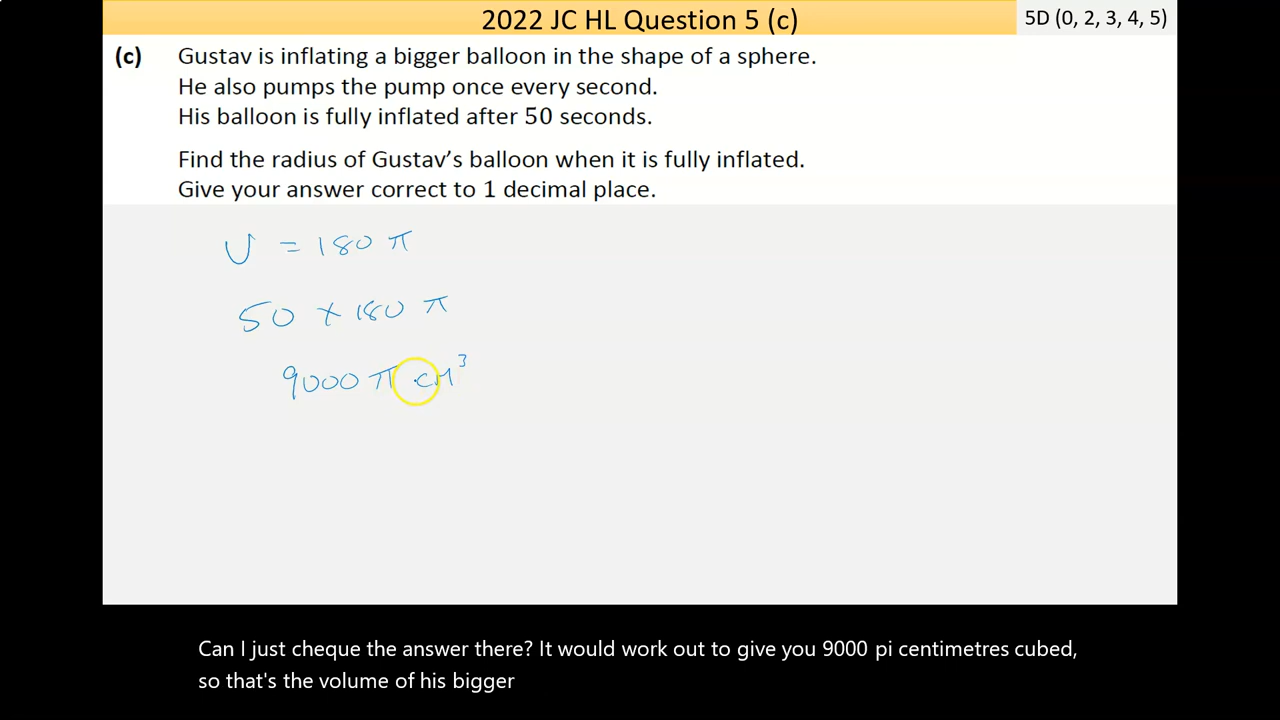 2022 JC HL Question 5 (c)
5D (0, 2, 3, 4, 5)
(c) Gustav is inflating a bigger balloon in the shape of a sphere.
He also pumps the pump once every second.
His balloon is fully inflated after 50 seconds.
Find the radius of Gustav's balloon when it is fully inflated.
Give your answer correct to 1 decimal place.
V = 180 π
50 × 180 π
9000 π cm³
Can I just cheque the answer there? It would work out to give you 9000 pi centimetres cubed,
so that's the volume of his bigger